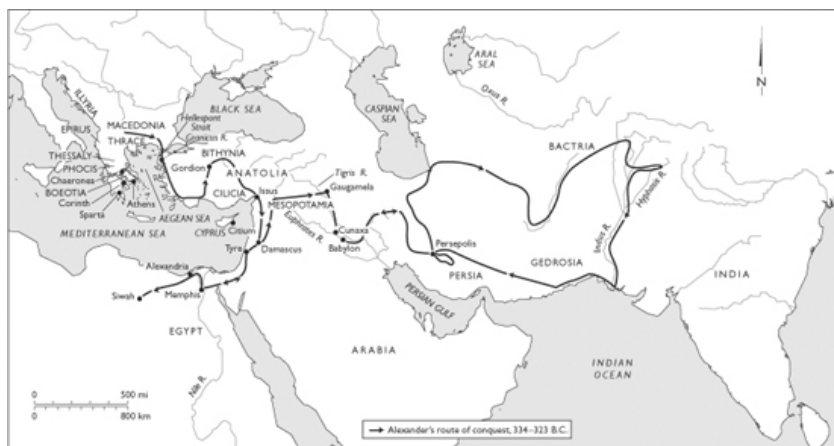 ARAL
SEA
N
Oxus R.
BLACK SEA
CASPIAN
SEA
ILLYRIA
EPIRUS
MACEDONIA
THRACE
Hellespont
Strait
Granicus R.
BITHYNIA
THESSALY
PHOCIS
Chaeronea
BOEOTIA
Corinth
Sparta
Athens
AEGEAN SEA
Gordion
ANATOLIA
CILICIA
Issus
MESOPOTAMIA
Tigris R.
Gaugamela
Euphrates R.
Cunaxa
Babylon
MEDITERRANEAN SEA
CYPRUS
Citium
Tyre
Damascus
BACTRIA
Hyphasis R.
Indus R.
Persepolis
PERSIA
GEDROSIA
INDIA
Alexandria
Siwah
Memphis
EGYPT
Nile R.
PERSIAN GULF
ARABIA
INDIAN
OCEAN
0 500 mi
0 800 km
Alexander's route of conquest, 334–323 B.C.